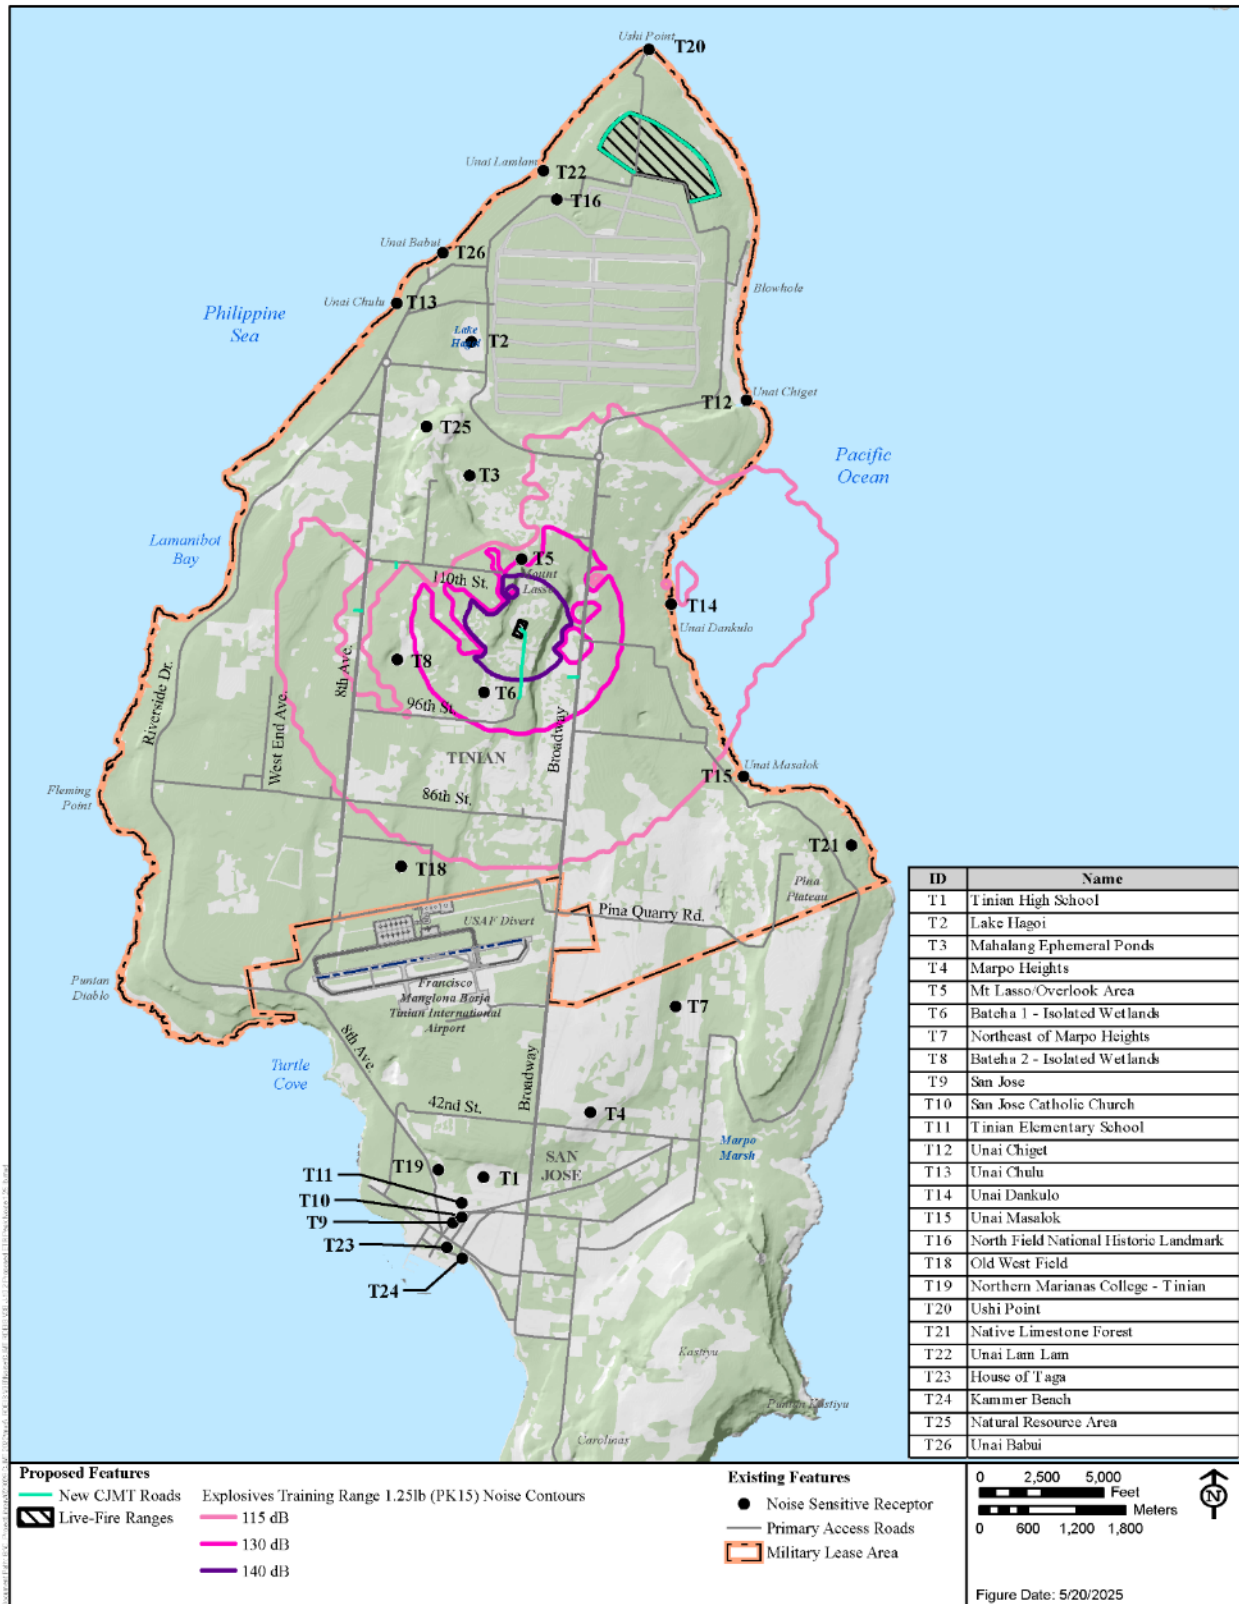 Ushi Point
T20
Unai Lamlam
T22
T16
Unai Babui
T26
Unai Chulu
T13
Blowhole
Philippine
Sea
Lake
Hagoi
T2
Unai Chiget
T12
T25
Pacific
Ocean
T3
Lamanibot
Bay
T5
Mount
Lasso
110th St.
T14
Unai Dankulo
8th Ave.
T8
T6
96th St.
Riverside Dr.
West End Ave.
TINIAN
Broadway
Unai Masalok
T15
Fleming
Point
86th St.
T21
T18
Pina
Plateau
Pina Quarry Rd.
USAF Divert
Puntan
Diablo
Francisco
Manglona Borja
Tinian International
Airport
T7
8th Ave.
Turtle
Cove
Broadway
42nd St.
T4
Marpo
Marsh
SAN
JOSE
T19
T11
T1
T10
T9
T23
T24
Kastiyu
Puntan Kastiyu
Carolinas
ID Name
T1 Tinian High School
T2 Lake Hagoi
T3 Mahalang Ephemeral Ponds
T4 Marpo Heights
T5 Mt Lasso/Overlook Area
T6 Bateha 1 - Isolated Wetlands
T7 Northeast of Marpo Heights
T8 Bateha 2 - Isolated Wetlands
T9 San Jose
T10 San Jose Catholic Church
T11 Tinian Elementary School
T12 Unai Chiget
T13 Unai Chulu
T14 Unai Dankulo
T15 Unai Masalok
T16 North Field National Historic Landmark
T18 Old West Field
T19 Northern Marianas College - Tinian
T20 Ushi Point
T21 Native Limestone Forest
T22 Unai Lam Lam
T23 House of Taga
T24 Kammer Beach
T25 Natural Resource Area
T26 Unai Babui
Proposed Features
New CJMT Roads
Live-Fire Ranges
Explosives Training Range 1.25lb (PK15) Noise Contours
115 dB
130 dB
140 dB
Existing Features
Noise Sensitive Receptor
Primary Access Roads
Military Lease Area
0 2,500 5,000
Feet
Meters
0 600 1,200 1,800
N
Figure Date: 5/20/2025